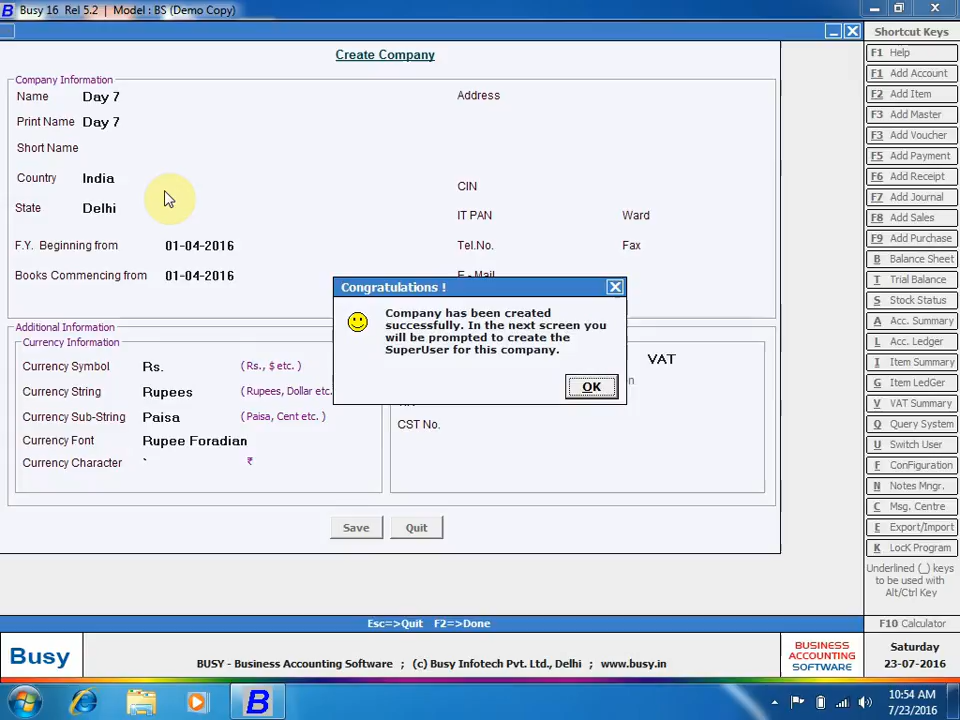 Busy 16 Rel 5.2 | Model : BS (Demo Copy)
Create Company
Shortcut Keys
Company Information
Name Day 7
Address
Print Name Day 7
Short Name
Country India
CIN
State Delhi
IT PAN Ward
F.Y. Beginning from 01-04-2016
Tel.No. Fax
Books Commencing from 01-04-2016
E - Mail
Congratulations !
Company has been created
successfully. In the next screen you
will be prompted to create the
SuperUser for this company.
OK
Additional Information
Currency Information
Currency Symbol Rs. (Rs., $ etc. )
VAT
Currency String Rupees (Rupees, Dollar etc.
Currency Sub-String Paisa (Paisa, Cent etc. )
CST No.
Currency Font Rupee Foradian
Currency Character ` ₹
Save Quit
F1 Help
F1 Add Account
F2 Add Item
F3 Add Master
F3 Add Voucher
F5 Add Payment
F6 Add Receipt
F7 Add Journal
F8 Add Sales
F9 Add Purchase
B Balance Sheet
T Trial Balance
S Stock Status
A Acc. Summary
L Acc. Ledger
I Item Summary
G Item LedGer
V VAT Summary
Q Query System
U Switch User
F ConFiguration
N Notes Mngr.
C Msg. Centre
E Export/Import
K LocK Program
Underlined (_) keys
to be used with
Alt/Ctrl Key
Esc=>Quit F2=>Done
F10 Calculator
Busy
BUSY - Business Accounting Software ; (c) Busy Infotech Pvt. Ltd., Delhi ; www.busy.in
BUSINESS
ACCOUNTING
SOFTWARE
Saturday
23-07-2016
10:54 AM
7/23/2016